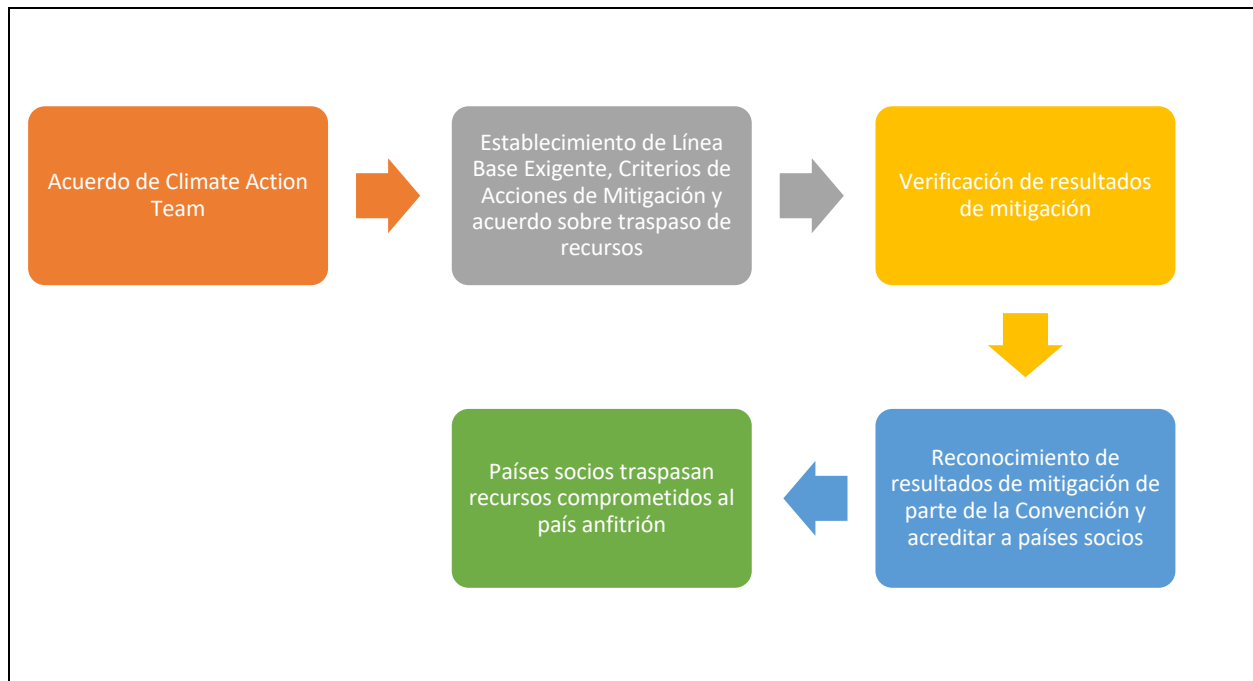 Acuerdo de Climate Action
Team
Establecimiento de Línea
Base Exigente, Criterios de
Acciones de Mitigación y
acuerdo sobre traspaso de
recursos
Verificación de resultados
de mitigación
Reconocimiento de
resultados de mitigación de
parte de la Convención y
acreditar a países socios
Países socios traspasan
recursos comprometidos al
país anfitrión